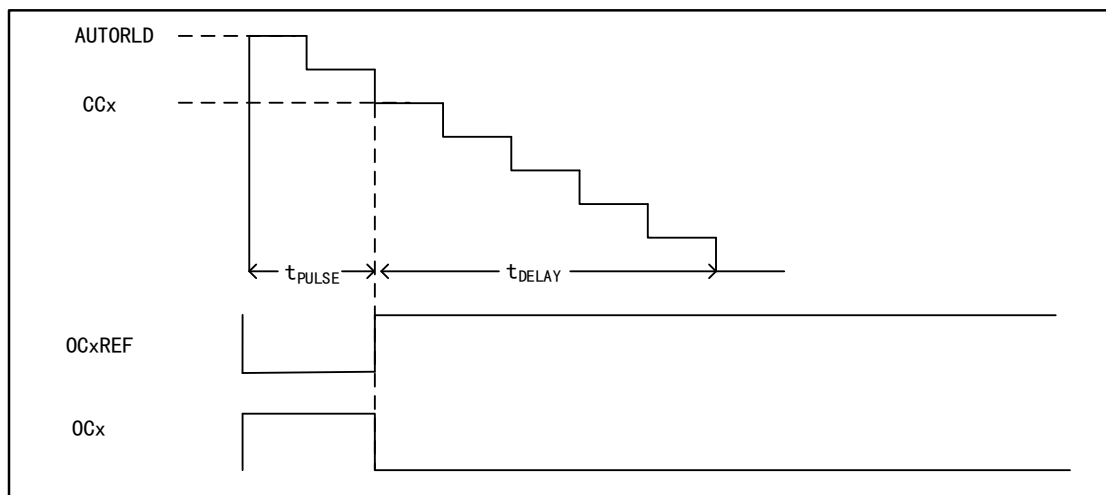 AUTORLD
CCx
tPULSE
tDELAY
OCxREF
OCx